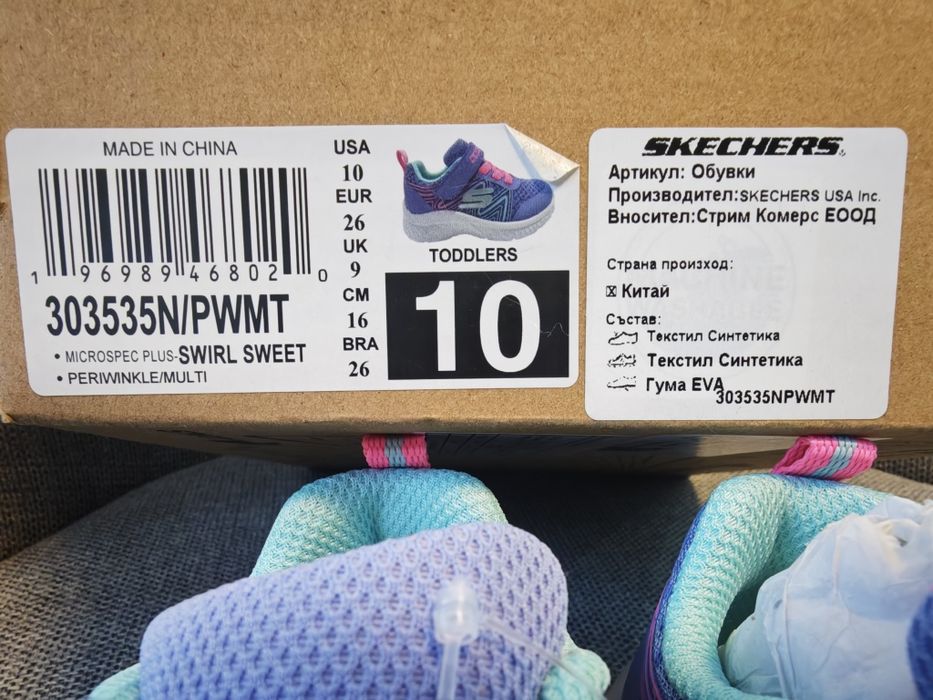 MADE IN CHINA
1 96989 46802 0
303535N/PWMT
• MICROSPEC PLUS-SWIRL SWEET
• PERIWINKLE/MULTI
USA
10
EUR
26
UK
9
CM
16
BRA
26
TODDLERS
10
SKECHERS
Артикул: Обувки
Производител:SKECHERS USA Inc.
Вносител:Стрим Комерс ЕООД
Страна произход:
☒ Китай
Състав:
Текстил Синтетика
Текстил Синтетика
Гума EVA
303535NPWMT